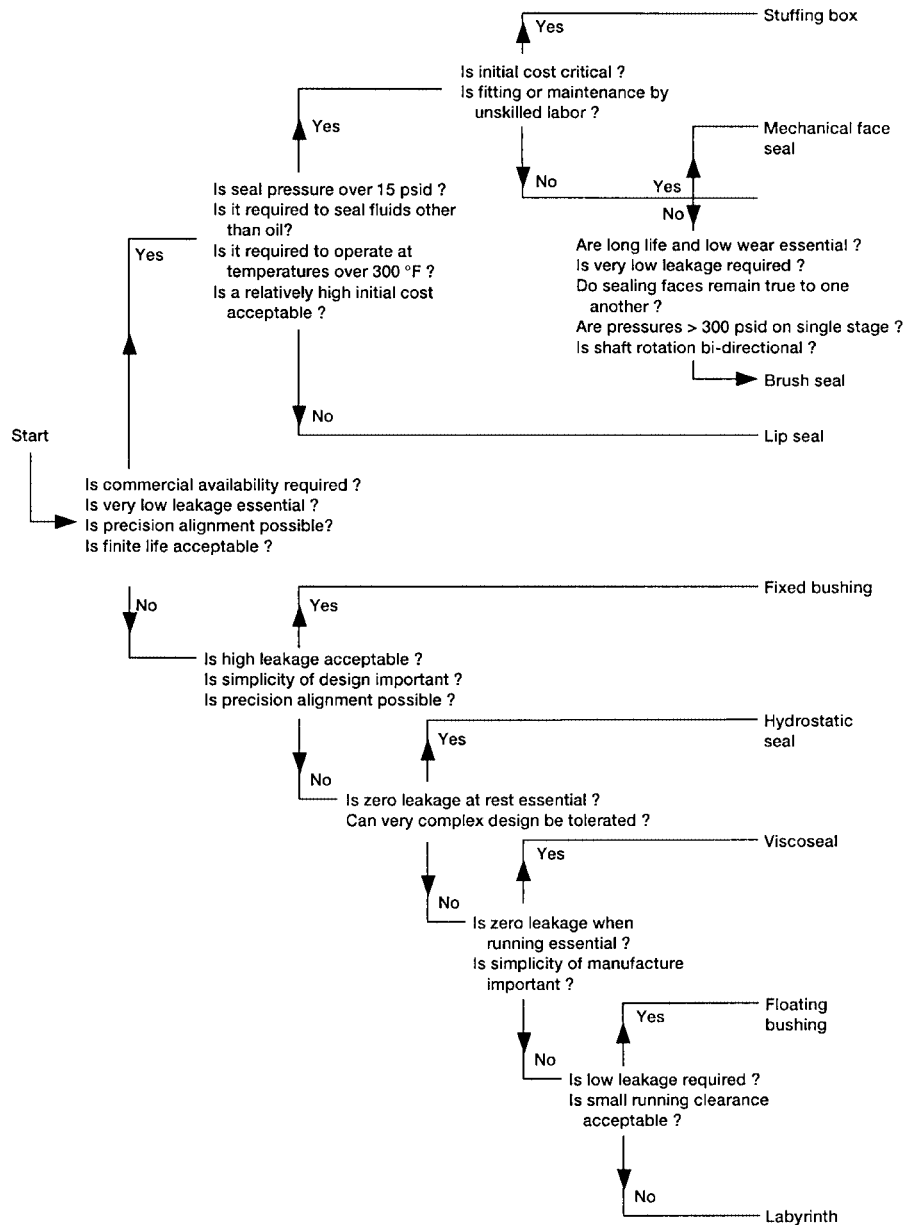 Stuffing box
Yes
Is initial cost critical ?
Is fitting or maintenance by
unskilled labor ?
Yes
Mechanical face
seal
No
Yes
No
Is seal pressure over 15 psid ?
Is it required to seal fluids other
than oil?
Is it required to operate at
temperatures over 300 °F ?
Is a relatively high initial cost
acceptable ?
Yes
Are long life and low wear essential ?
Is very low leakage required ?
Do sealing faces remain true to one
another ?
Are pressures > 300 psid on single stage ?
Is shaft rotation bi-directional ?
Brush seal
No
Lip seal
Start
Is commercial availability required ?
Is very low leakage essential ?
Is precision alignment possible?
Is finite life acceptable ?
Fixed bushing
No
Yes
Is high leakage acceptable ?
Is simplicity of design important ?
Is precision alignment possible ?
Hydrostatic
seal
Yes
No
Is zero leakage at rest essential ?
Can very complex design be tolerated ?
Viscoseal
Yes
No
Is zero leakage when
running essential ?
Is simplicity of manufacture
important ?
Floating
bushing
Yes
No
Is low leakage required ?
Is small running clearance
acceptable ?
No
Labyrinth